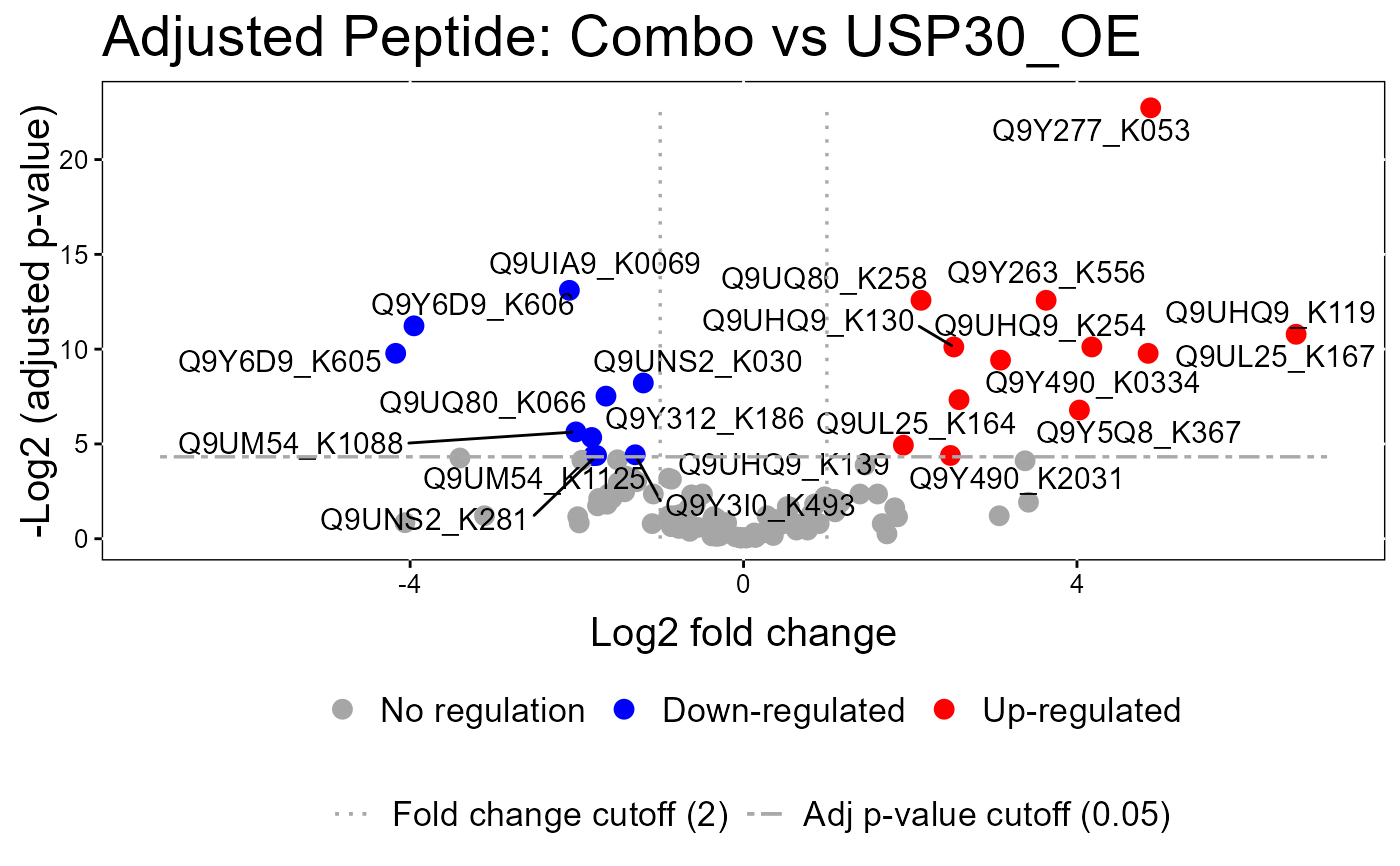 Adjusted Peptide: Combo vs USP30_OE
-Log2 (adjusted p-value)
20
15
10
5
0
Q9Y277_K053
Q9UIA9_K0069
Q9UQ80_K258
Q9Y263_K556
Q9Y6D9_K606
Q9UHQ9_K130
Q9UHQ9_K254
Q9UHQ9_K119
Q9Y6D9_K605
Q9UNS2_K030
Q9UL25_K167
Q9Y490_K0334
Q9UQ80_K066
Q9Y312_K186
Q9UL25_K164
Q9Y5Q8_K367
Q9UM54_K1088
Q9UHQ9_K139
Q9UM54_K1125
Q9Y490_K2031
Q9Y3I0_K493
Q9UNS2_K281
-4
0
4
Log2 fold change
No regulation
Down-regulated
Up-regulated
Fold change cutoff (2)
Adj p-value cutoff (0.05)